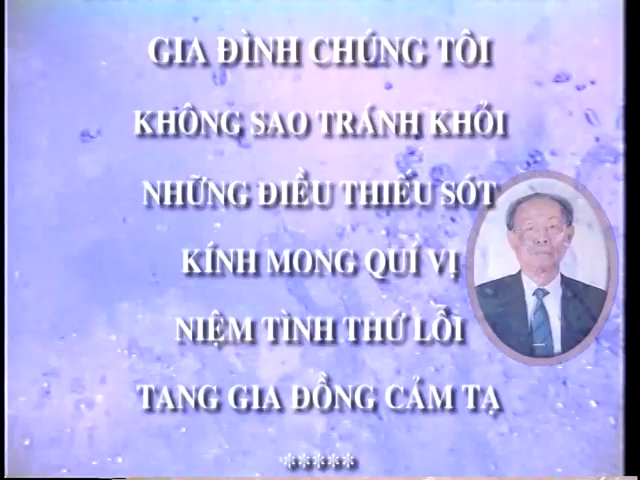 GIA ĐÌNH CHÚNG TÔI
KHÔNG SAO TRÁNH KHỎI
NHỮNG ĐIỀU THIẾU SÓT
KÍNH MONG QUÍ VỊ
NIỆM TÌNH THỨ LỖI
TANG GIA ĐỒNG CẢM TẠ
*****